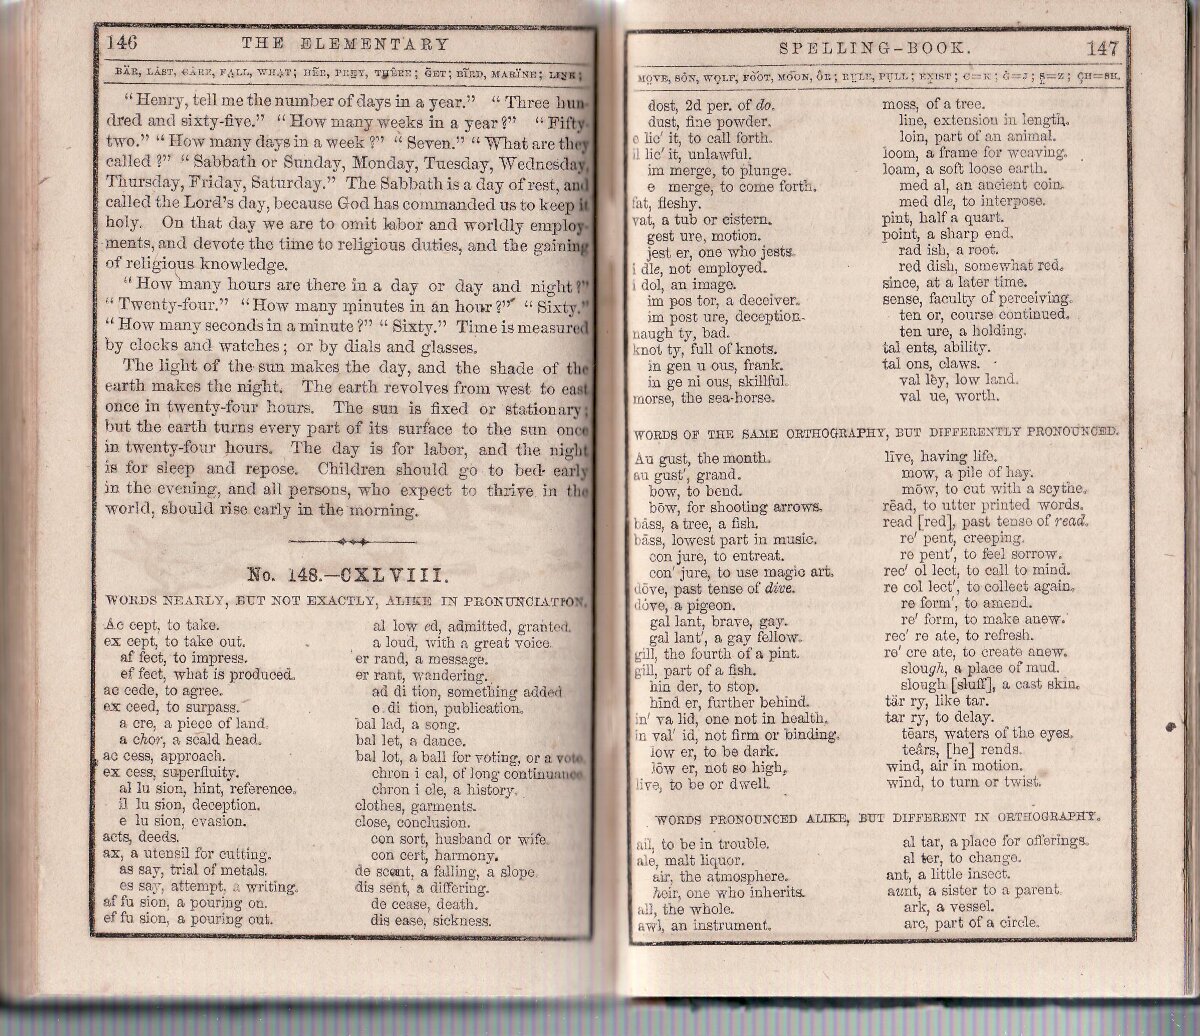 146 THE ELEMENTARY
BÄR, LÀST, CÂRE, FALL, WHAT; HẼR, PREY, THÊRE; ĞET; BĬRD, MARÏNE; LINK;
“Henry, tell me the number of days in a year.” “Three hun-
dred and sixty-five.” “How many weeks in a year?” “Fifty-
two.” “How many days in a week?” “Seven.” “What are they
called?” “Sabbath or Sunday, Monday, Tuesday, Wednesday,
Thursday, Friday, Saturday.” The Sabbath is a day of rest, and
called the Lord's day, because God has commanded us to keep it
holy. On that day we are to omit labor and worldly employ-
ments, and devote the time to religious duties, and the gaining
of religious knowledge.
“How many hours are there in a day or day and night?”
“Twenty-four.” “How many minutes in an hour?” “Sixty.”
“How many seconds in a minute?” “Sixty.” Time is measured
by clocks and watches; or by dials and glasses.
The light of the sun makes the day, and the shade of the
earth makes the night. The earth revolves from west to east
once in twenty-four hours. The sun is fixed or stationary;
but the earth turns every part of its surface to the sun once
in twenty-four hours. The day is for labor, and the night
is for sleep and repose. Children should go to bed early
in the evening, and all persons, who expect to thrive in the
world, should rise early in the morning.
No. 148.—CXLVIII.
WORDS NEARLY, BUT NOT EXACTLY, ALIKE IN PRONUNCIATION.
Ac cept, to take.
ex cept, to take out.
af fect, to impress.
ef fect, what is produced.
ac cede, to agree.
ex ceed, to surpass.
a cre, a piece of land.
a chor, a scald head.
ac cess, approach.
ex cess, superfluity.
al lu sion, hint, reference.
il lu sion, deception.
e lu sion, evasion.
acts, deeds.
ax, a utensil for cutting.
as say, trial of metals.
es say, attempt, a writing.
af fu sion, a pouring on.
ef fu sion, a pouring out.
al low ed, admitted, granted.
a loud, with a great voice.
er rand, a message.
er rant, wandering.
ad di tion, something added
e di tion, publication.
bal lad, a song.
bal let, a dance.
bal lot, a ball for voting, or a vote.
chron i cal, of long continuance
chron i cle, a history.
clothes, garments.
close, conclusion.
con sort, husband or wife.
con cert, harmony.
de scent, a falling, a slope.
dis sent, a differing.
de cease, death.
dis ease, sickness.
SPELLING-BOOK. 147
MOVE, SÓN, WOLF, FOOT, MOON, ÔR; RULE, PULL; EXIST; C=K; Ġ=J; S=Z; ÇH=SH.
dost, 2d per. of do.
dust, fine powder.
e lic' it, to call forth.
il lic' it, unlawful.
im merge, to plunge.
e merge, to come forth.
fat, fleshy.
vat, a tub or cistern.
gest ure, motion.
jest er, one who jests.
i dle, not employed.
i dol, an image.
im pos tor, a deceiver.
im post ure, deception.
naugh ty, bad.
knot ty, full of knots.
in gen u ous, frank.
in ge ni ous, skillful.
morse, the sea-horse.
moss, of a tree.
line, extension in length.
loin, part of an animal.
loom, a frame for weaving.
loam, a soft loose earth.
med al, an ancient coin.
med dle, to interpose.
pint, half a quart.
point, a sharp end.
rad ish, a root.
red dish, somewhat red.
since, at a later time.
sense, faculty of perceiving.
ten or, course continued.
ten ure, a holding.
tal ents, ability.
tal ons, claws.
val ley, low land.
val ue, worth.
WORDS OF THE SAME ORTHOGRAPHY, BUT DIFFERENTLY PRONOUNCED.
Au gust, the month.
au gust', grand.
bow, to bend.
bōw, for shooting arrows.
bȧss, a tree, a fish.
bāss, lowest part in music.
con jure, to entreat.
con' jure, to use magic art.
dōve, past tense of dive.
dóve, a pigeon.
gal lant, brave, gay.
gal lant', a gay fellow.
gill, the fourth of a pint.
gill, part of a fish.
hin der, to stop.
hīnd er, further behind.
in' va lid, one not in health.
in val' id, not firm or binding.
low er, to be dark.
lōw er, not so high.
live, to be or dwell.
līve, having life.
mow, a pile of hay.
mōw, to cut with a scythe.
rēad, to utter printed words.
read [red], past tense of read.
re' pent, creeping.
re pent', to feel sorrow.
rec' ol lect, to call to mind.
re col lect', to collect again.
re form', to amend.
re' form, to make anew.
rec' re ate, to refresh.
re' cre ate, to create anew.
slough, a place of mud.
slough [sluff], a cast skin.
tär ry, like tar.
tar ry, to delay.
tēars, waters of the eyes.
teârs, [he] rends.
wind, air in motion.
wīnd, to turn or twist.
WORDS PRONOUNCED ALIKE, BUT DIFFERENT IN ORTHOGRAPHY.
ail, to be in trouble.
ale, malt liquor.
air, the atmosphere.
heir, one who inherits.
all, the whole.
awl, an instrument.
al tar, a place for offerings.
al ter, to change.
ant, a little insect.
aunt, a sister to a parent.
ark, a vessel.
arc, part of a circle.